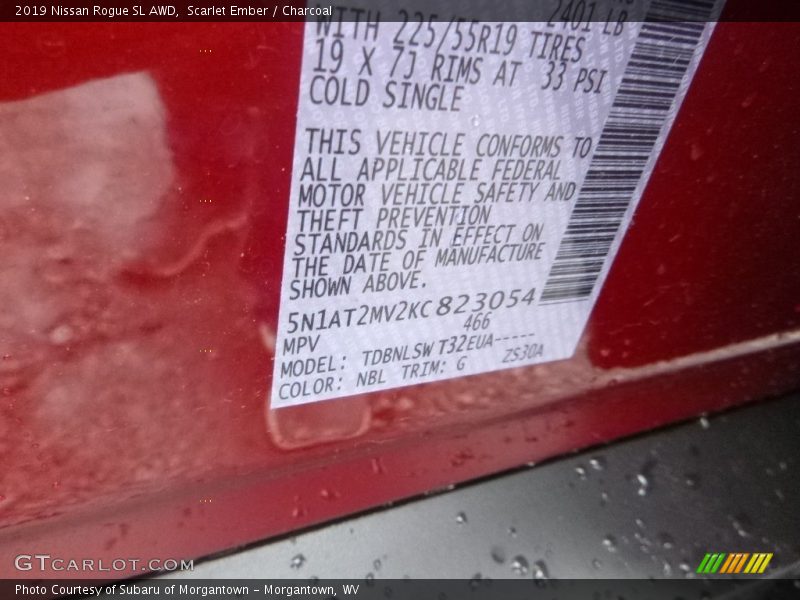 2019 Nissan Rogue SL AWD, Scarlet Ember / Charcoal
2401 LB
WITH 225/55R19 TIRES
19 X 7J RIMS AT 33 PSI
COLD SINGLE
THIS VEHICLE CONFORMS TO
ALL APPLICABLE FEDERAL
MOTOR VEHICLE SAFETY AND
THEFT PREVENTION
STANDARDS IN EFFECT ON
THE DATE OF MANUFACTURE
SHOWN ABOVE.
5N1AT2MV2KC823054
MPV 466
MODEL: TDBNLSW T32EUA-----
COLOR: NBL TRIM: G ZS30A
GTCARLOT.COM
Photo Courtesy of Subaru of Morgantown - Morgantown, WV